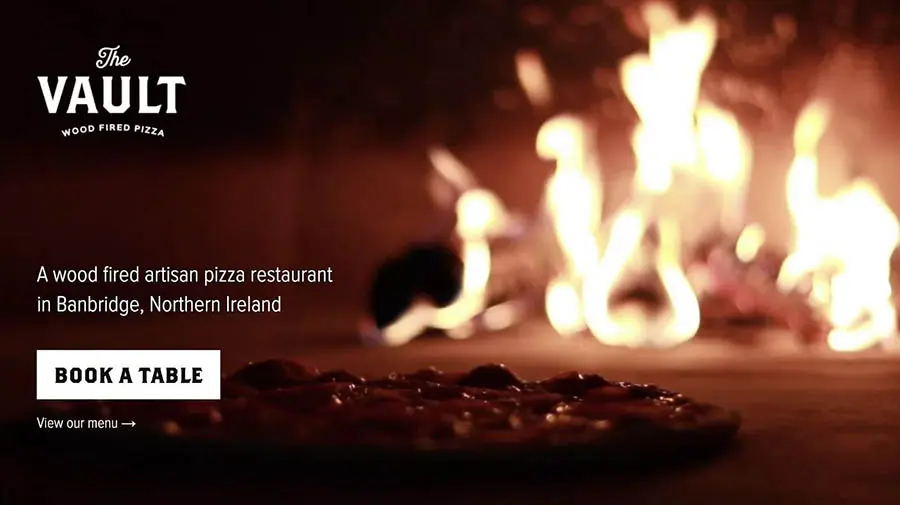 The
VAULT
WOOD FIRED PIZZA
A wood fired artisan pizza restaurant
in Banbridge, Northern Ireland
BOOK A TABLE
View our menu →